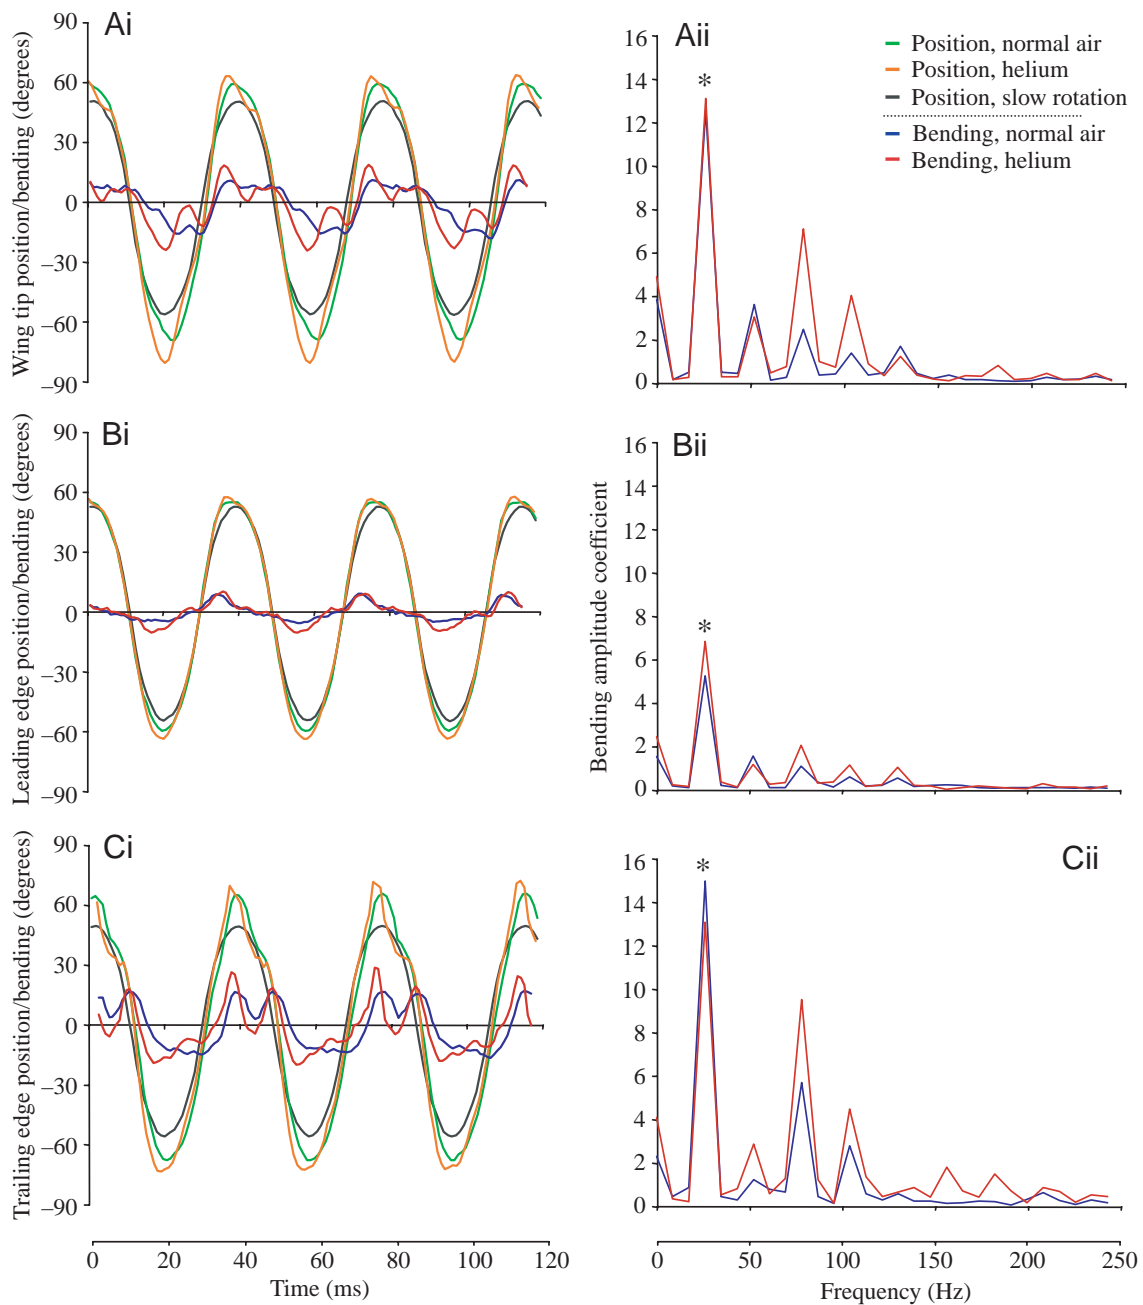 Ai
Wing tip position/bending (degrees)
90
60
30
0
–30
–60
–90
Aii
16
14
12
10
8
6
4
2
0
*
Position, normal air
Position, helium
Position, slow rotation
Bending, normal air
Bending, helium
Bi
Leading edge position/bending (degrees)
90
60
30
0
–30
–60
–90
Bii
Bending amplitude coefficient
16
14
12
10
8
6
4
2
0
*
Ci
Trailing edge position/bending (degrees)
90
60
30
0
–30
–60
–90
0 20 40 60 80 100 120
Time (ms)
Cii
16
14
12
10
8
6
4
2
0
*
0 50 100 150 200 250
Frequency (Hz)